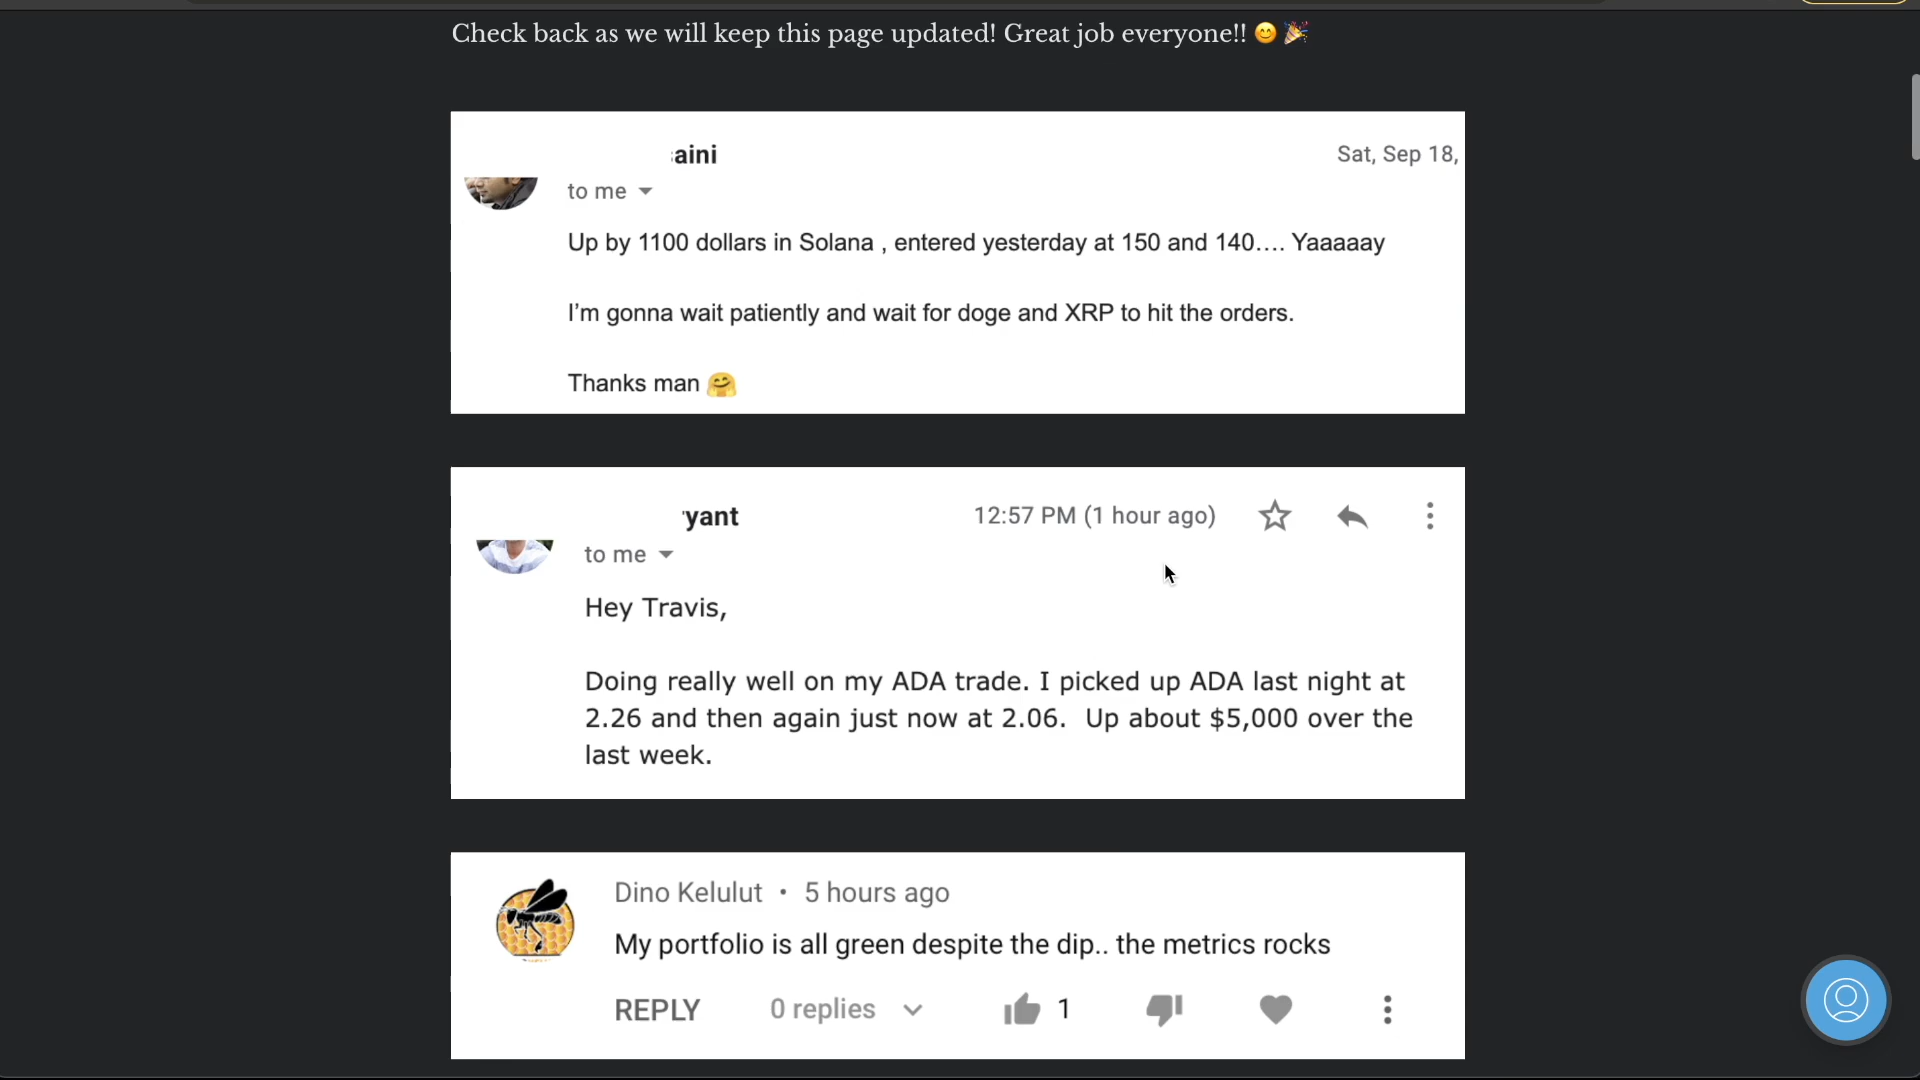 Check back as we will keep this page updated! Great job everyone!! 😊 🎉
aini
Sat, Sep 18,
to me
Up by 1100 dollars in Solana , entered yesterday at 150 and 140.... Yaaaaay
I'm gonna wait patiently and wait for doge and XRP to hit the orders.
Thanks man 🤗
yant
12:57 PM (1 hour ago)
to me
Hey Travis,
Doing really well on my ADA trade. I picked up ADA last night at
2.26 and then again just now at 2.06.  Up about $5,000 over the
last week.
Dino Kelulut • 5 hours ago
My portfolio is all green despite the dip.. the metrics rocks
REPLY
0 replies
1